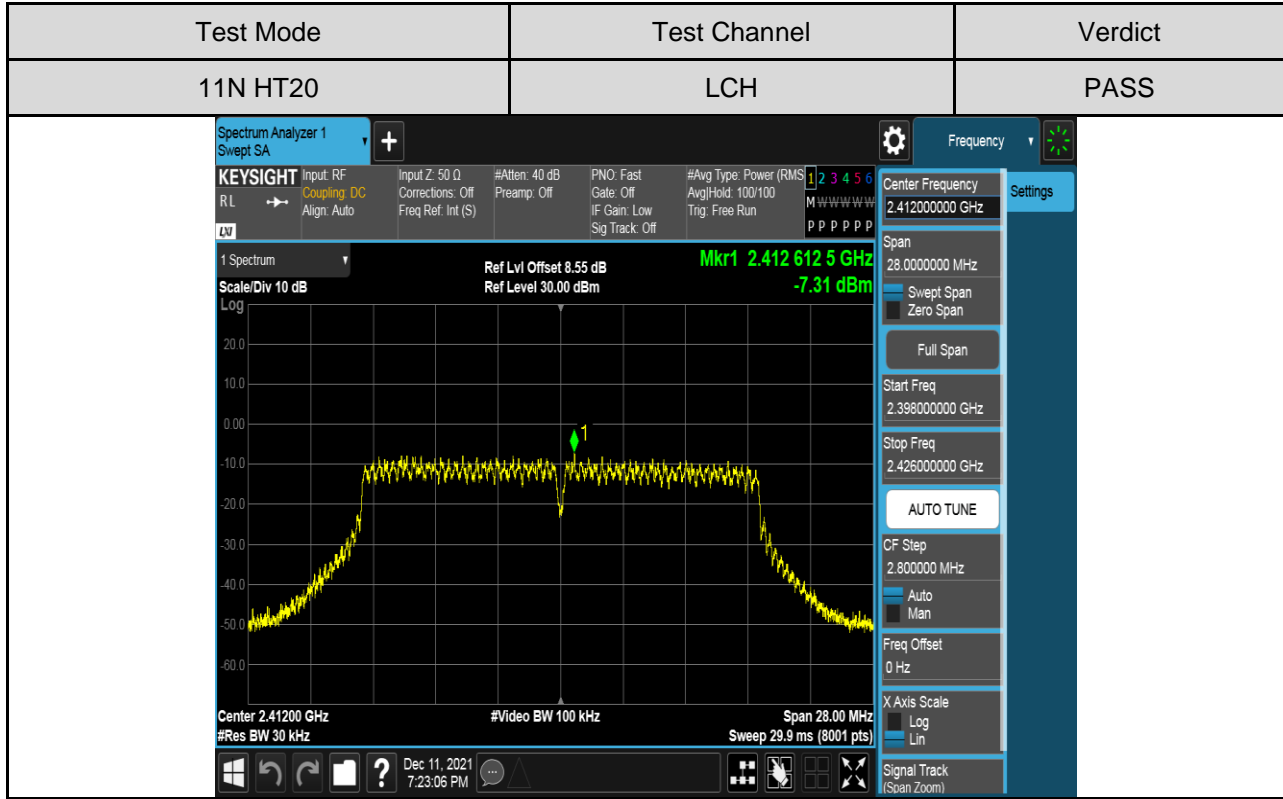 Test Mode Test Channel Verdict
11N HT20 LCH PASS
Spectrum Analyzer 1
Swept SA
+
Frequency
KEYSIGHT Input: RF Input Z: 50 Ω #Atten: 40 dB PNO: Fast #Avg Type: Power (RMS 1 2 3 4 5 6
RL Coupling: DC Corrections: Off Preamp: Off Gate: Off Avg|Hold: 100/100 M W W W W W
Align: Auto Freq Ref: Int (S) IF Gain: Low Trig: Free Run
LXI Sig Track: Off P P P P P P
1 Spectrum
Ref Lvl Offset 8.55 dB Mkr1 2.412 612 5 GHz
Scale/Div 10 dB Ref Level 30.00 dBm -7.31 dBm
Log
20.0
10.0
0.00
1
-10.0
-20.0
-30.0
-40.0
-50.0
-60.0
Center 2.41200 GHz #Video BW 100 kHz Span 28.00 MHz
#Res BW 30 kHz Sweep 29.9 ms (8001 pts)
?
Dec 11, 2021
7:23:06 PM
Center Frequency
2.412000000 GHz
Settings
Span
28.0000000 MHz
Swept Span
Zero Span
Full Span
Start Freq
2.398000000 GHz
Stop Freq
2.426000000 GHz
AUTO TUNE
CF Step
2.800000 MHz
Auto
Man
Freq Offset
0 Hz
X Axis Scale
Log
Lin
Signal Track
(Span Zoom)